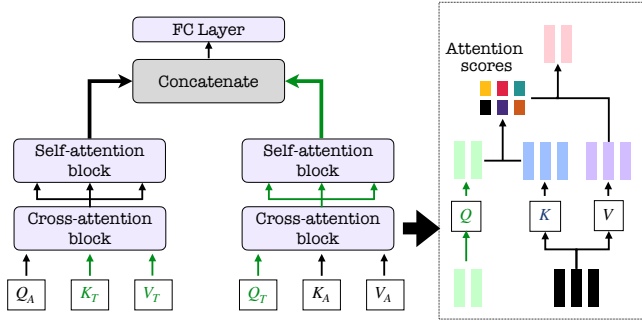 FC Layer
Concatenate
Self-attention
block
Self-attention
block
Cross-attention
block
Cross-attention
block
Q_A
K_T
V_T
Q_T
K_A
V_A
Attention
scores
Q
K
V